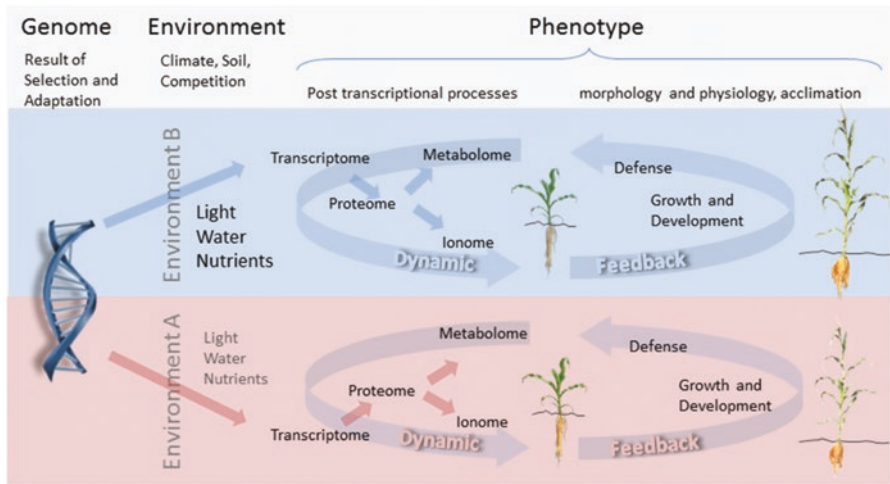 Genome
Environment
Phenotype
Result of
Selection and
Adaptation
Climate, Soil,
Competition
Post transcriptional processes
morphology and physiology, acclimation
Environment B
Light
Water
Nutrients
Transcriptome
Proteome
Metabolome
Ionome
Dynamic
Feedback
Defense
Growth and
Development
Environment A
Light
Water
Nutrients
Transcriptome
Proteome
Metabolome
Ionome
Dynamic
Feedback
Defense
Growth and
Development